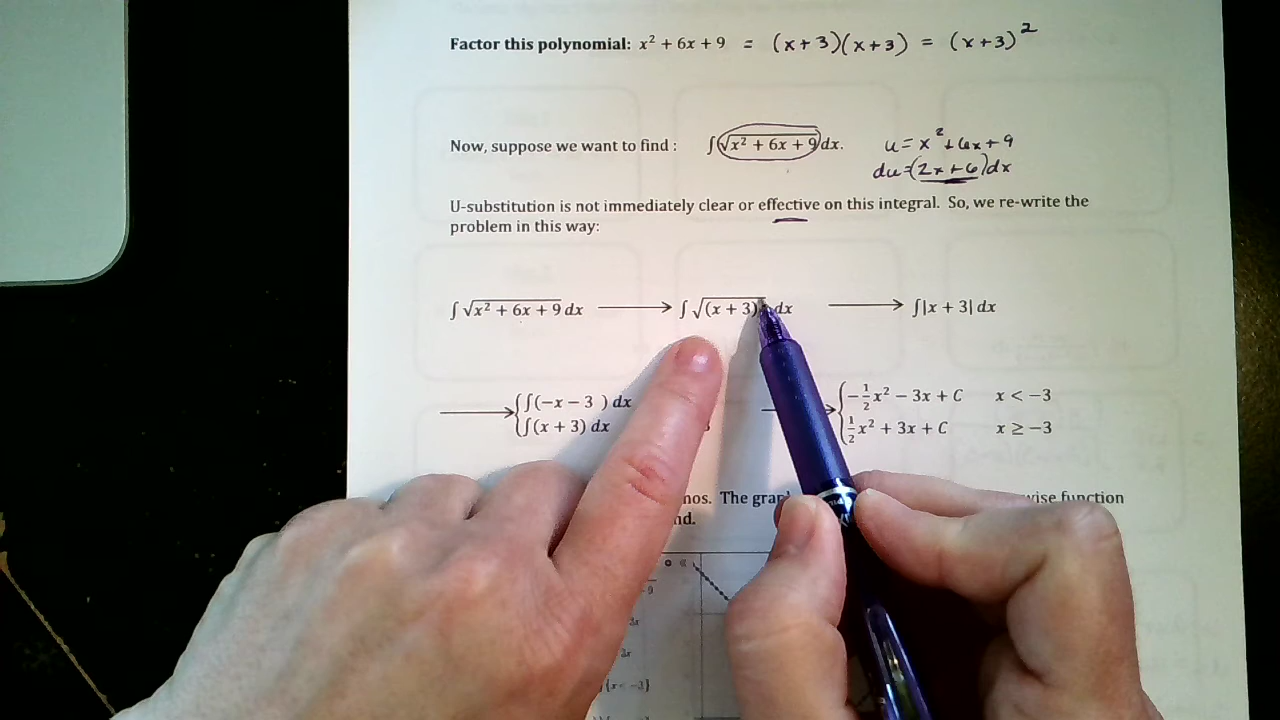 Factor this polynomial: x² + 6x + 9 = (x+3)(x+3) = (x+3)²
Now, suppose we want to find : ∫√x² + 6x + 9 dx. u = x² + 6x + 9
du = (2x + 6)dx
U-substitution is not immediately clear or effective on this integral. So, we re-write the
problem in this way:
∫√x² + 6x + 9 dx → ∫√(x + 3) dx → ∫|x + 3| dx
→ {∫(−x − 3 ) dx → {−1/2x² − 3x + C x < −3
∫(x + 3) dx 1/2x² + 3x + C x ≥ −3
The function